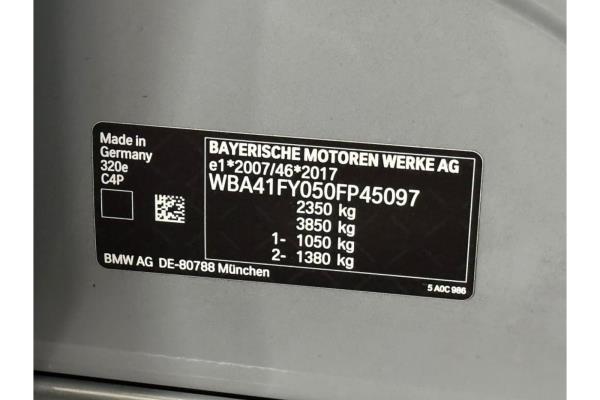 Made in
Germany
320e
C4P
BAYERISCHE MOTOREN WERKE AG
e1*2007/46*2017
WBA41FY050FP45097
2350 kg
3850 kg
1- 1050 kg
2- 1380 kg
BMW AG DE-80788 München
5 A0C 986